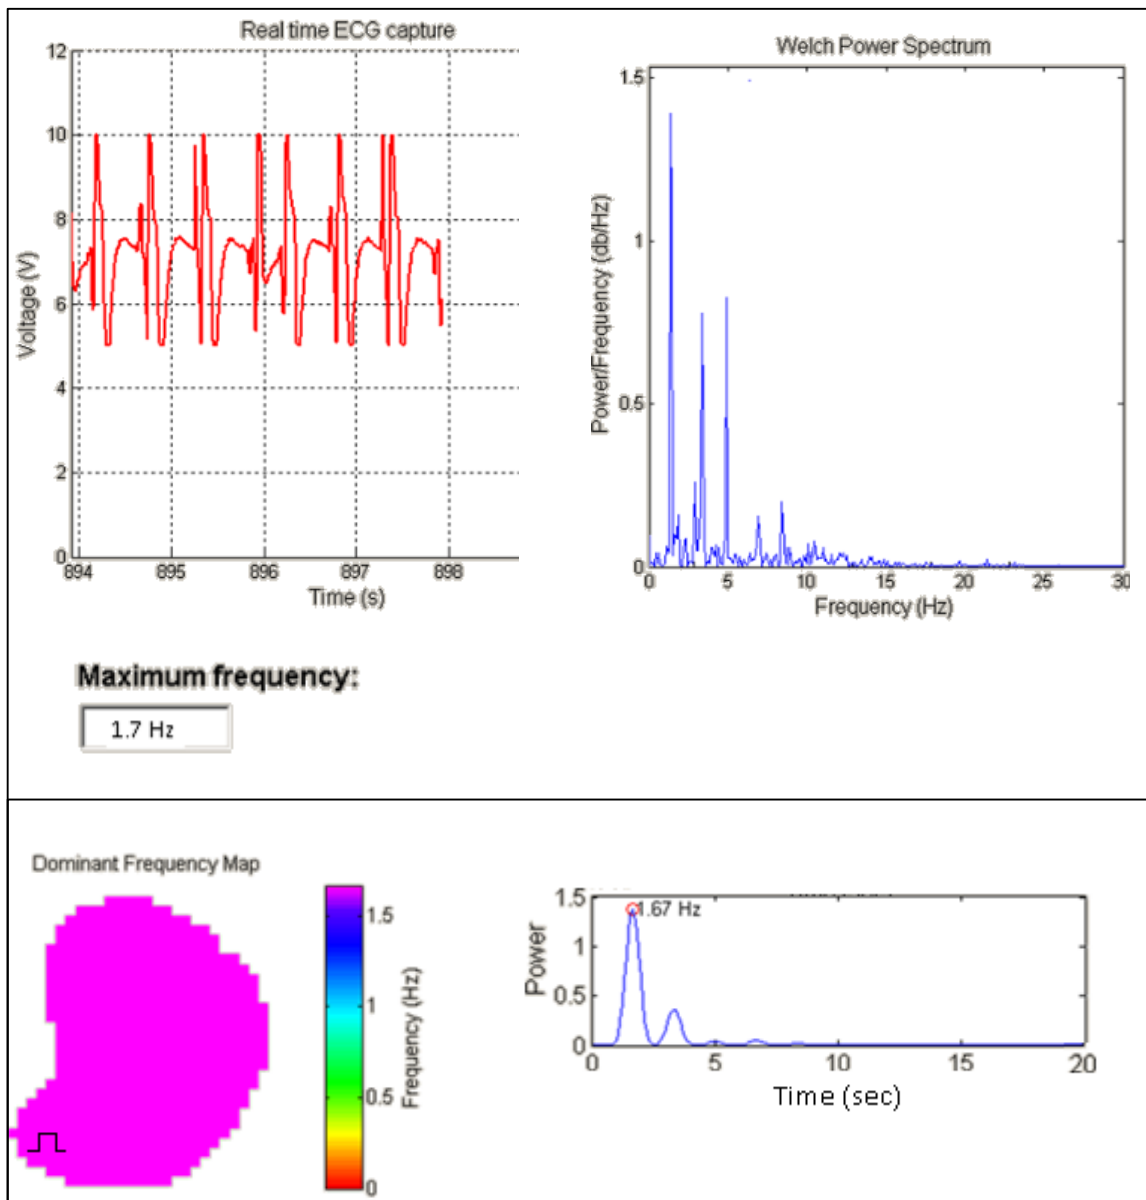 Real time ECG capture
12
10
8
6
4
2
0
Voltage (V)
894 895 896 897 898
Time (s)
Welch Power Spectrum
1.5
1
0.5
0
Power/Frequency (db/Hz)
0 5 10 15 20 25 30
Frequency (Hz)
Maximum frequency:
1.7 Hz
Dominant Frequency Map
1.5
1
0.5
0
Frequency (Hz)
1.5
1
0.5
0
Power
1.67 Hz
0 5 10 15 20
Time (sec)